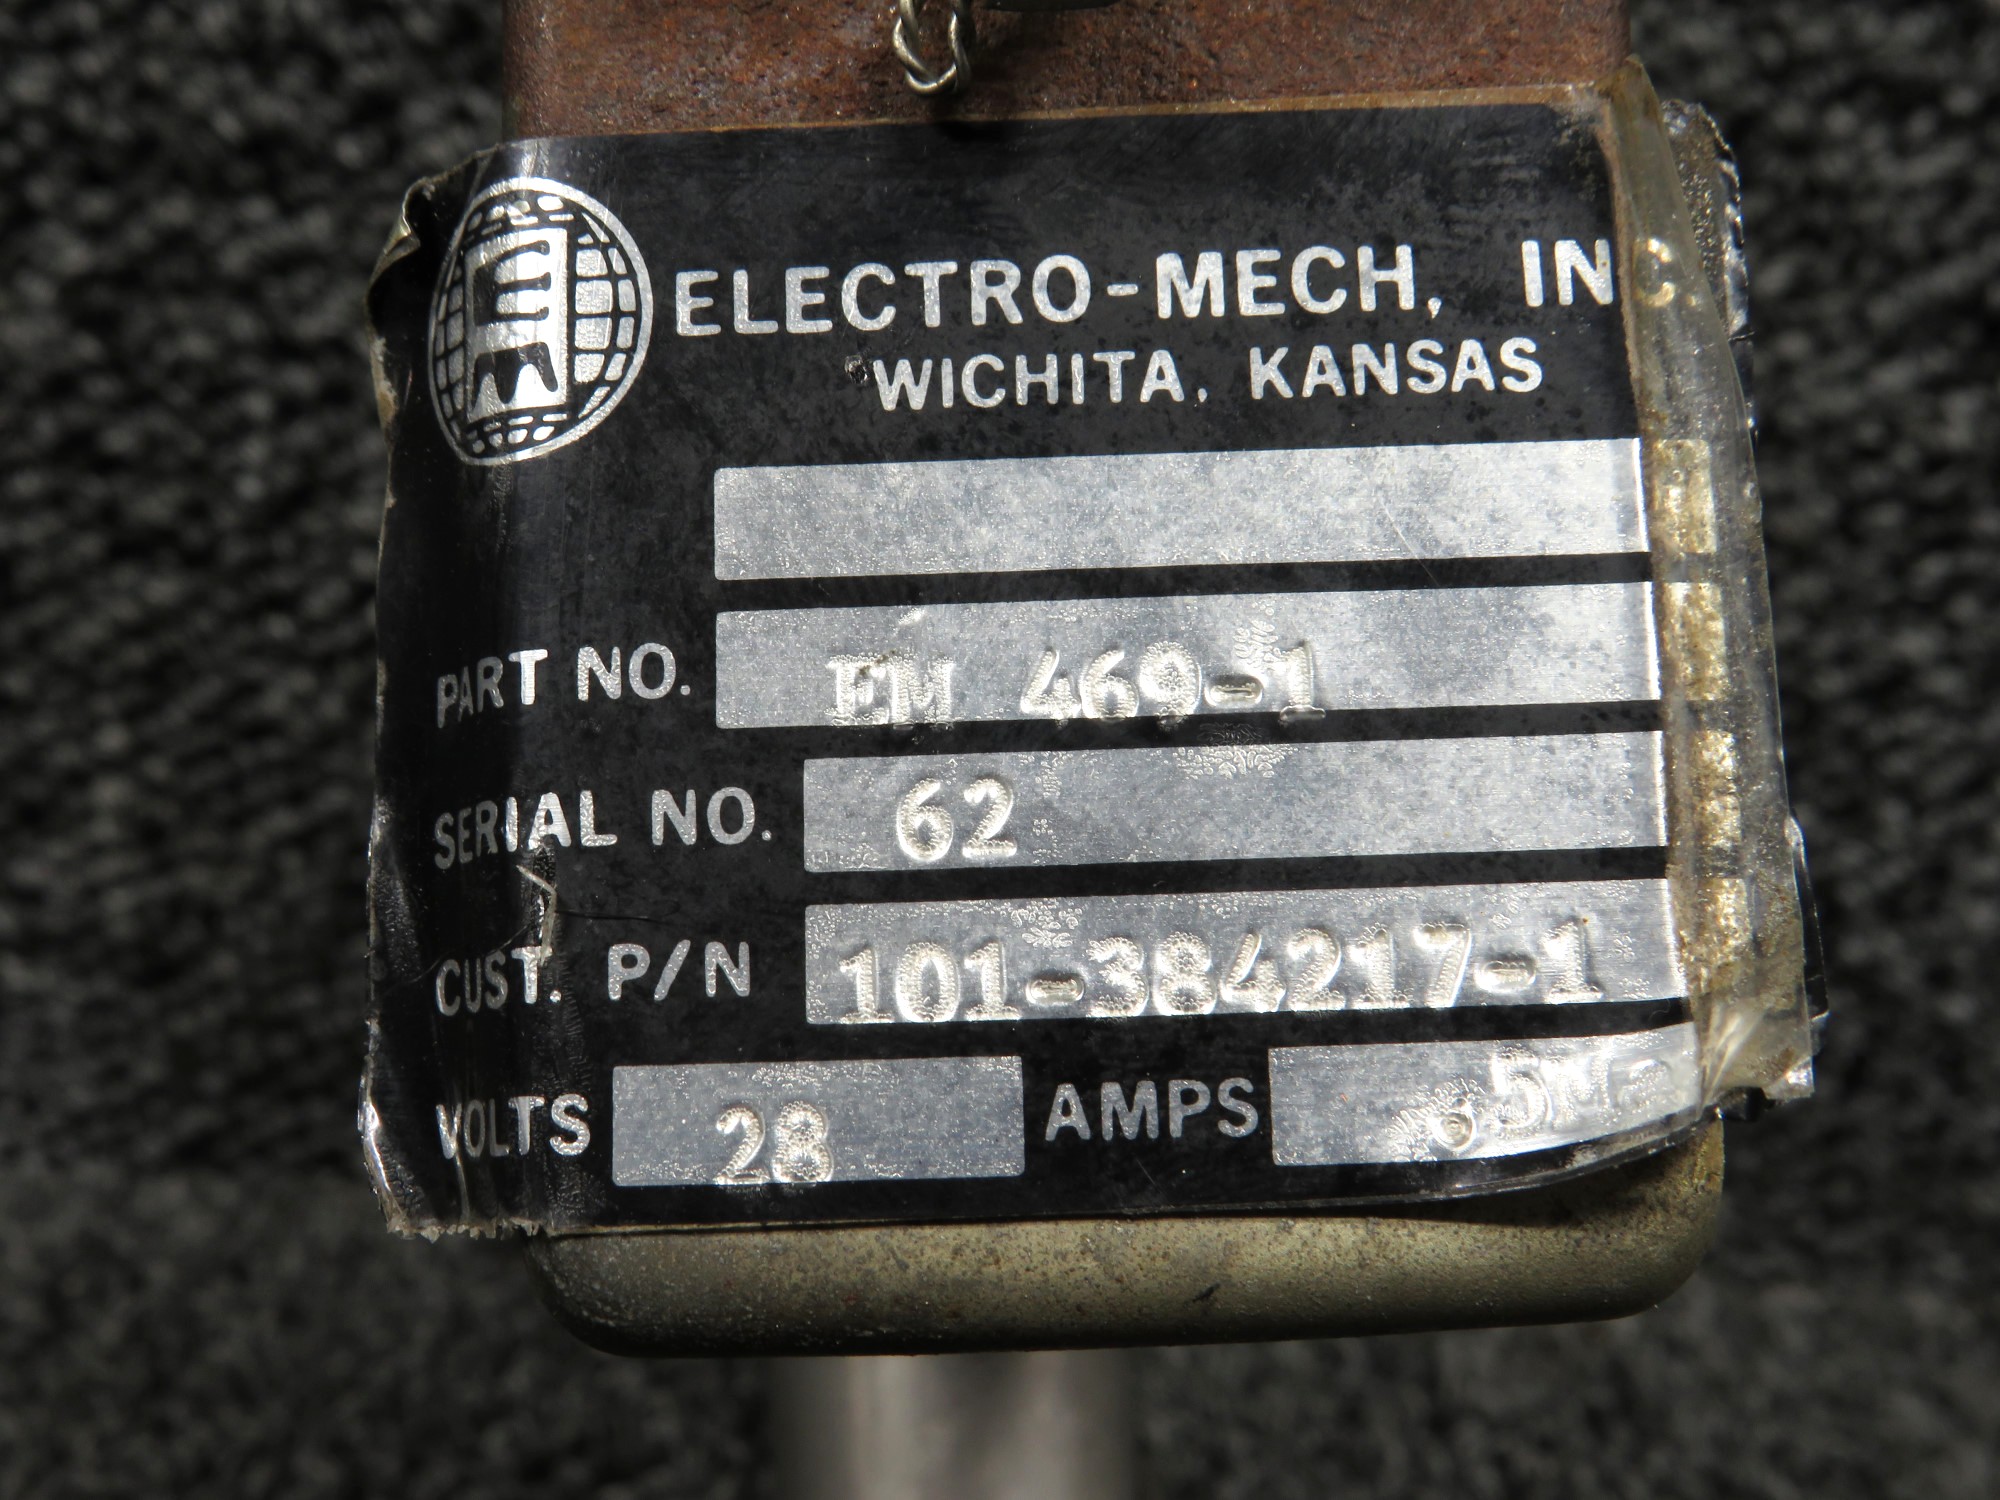 ELECTRO-MECH, INC.
WICHITA, KANSAS
PART NO. EM 469-1
SERIAL NO. 62
CUST. P/N 101-384217-1
VOLTS 28 AMPS .5